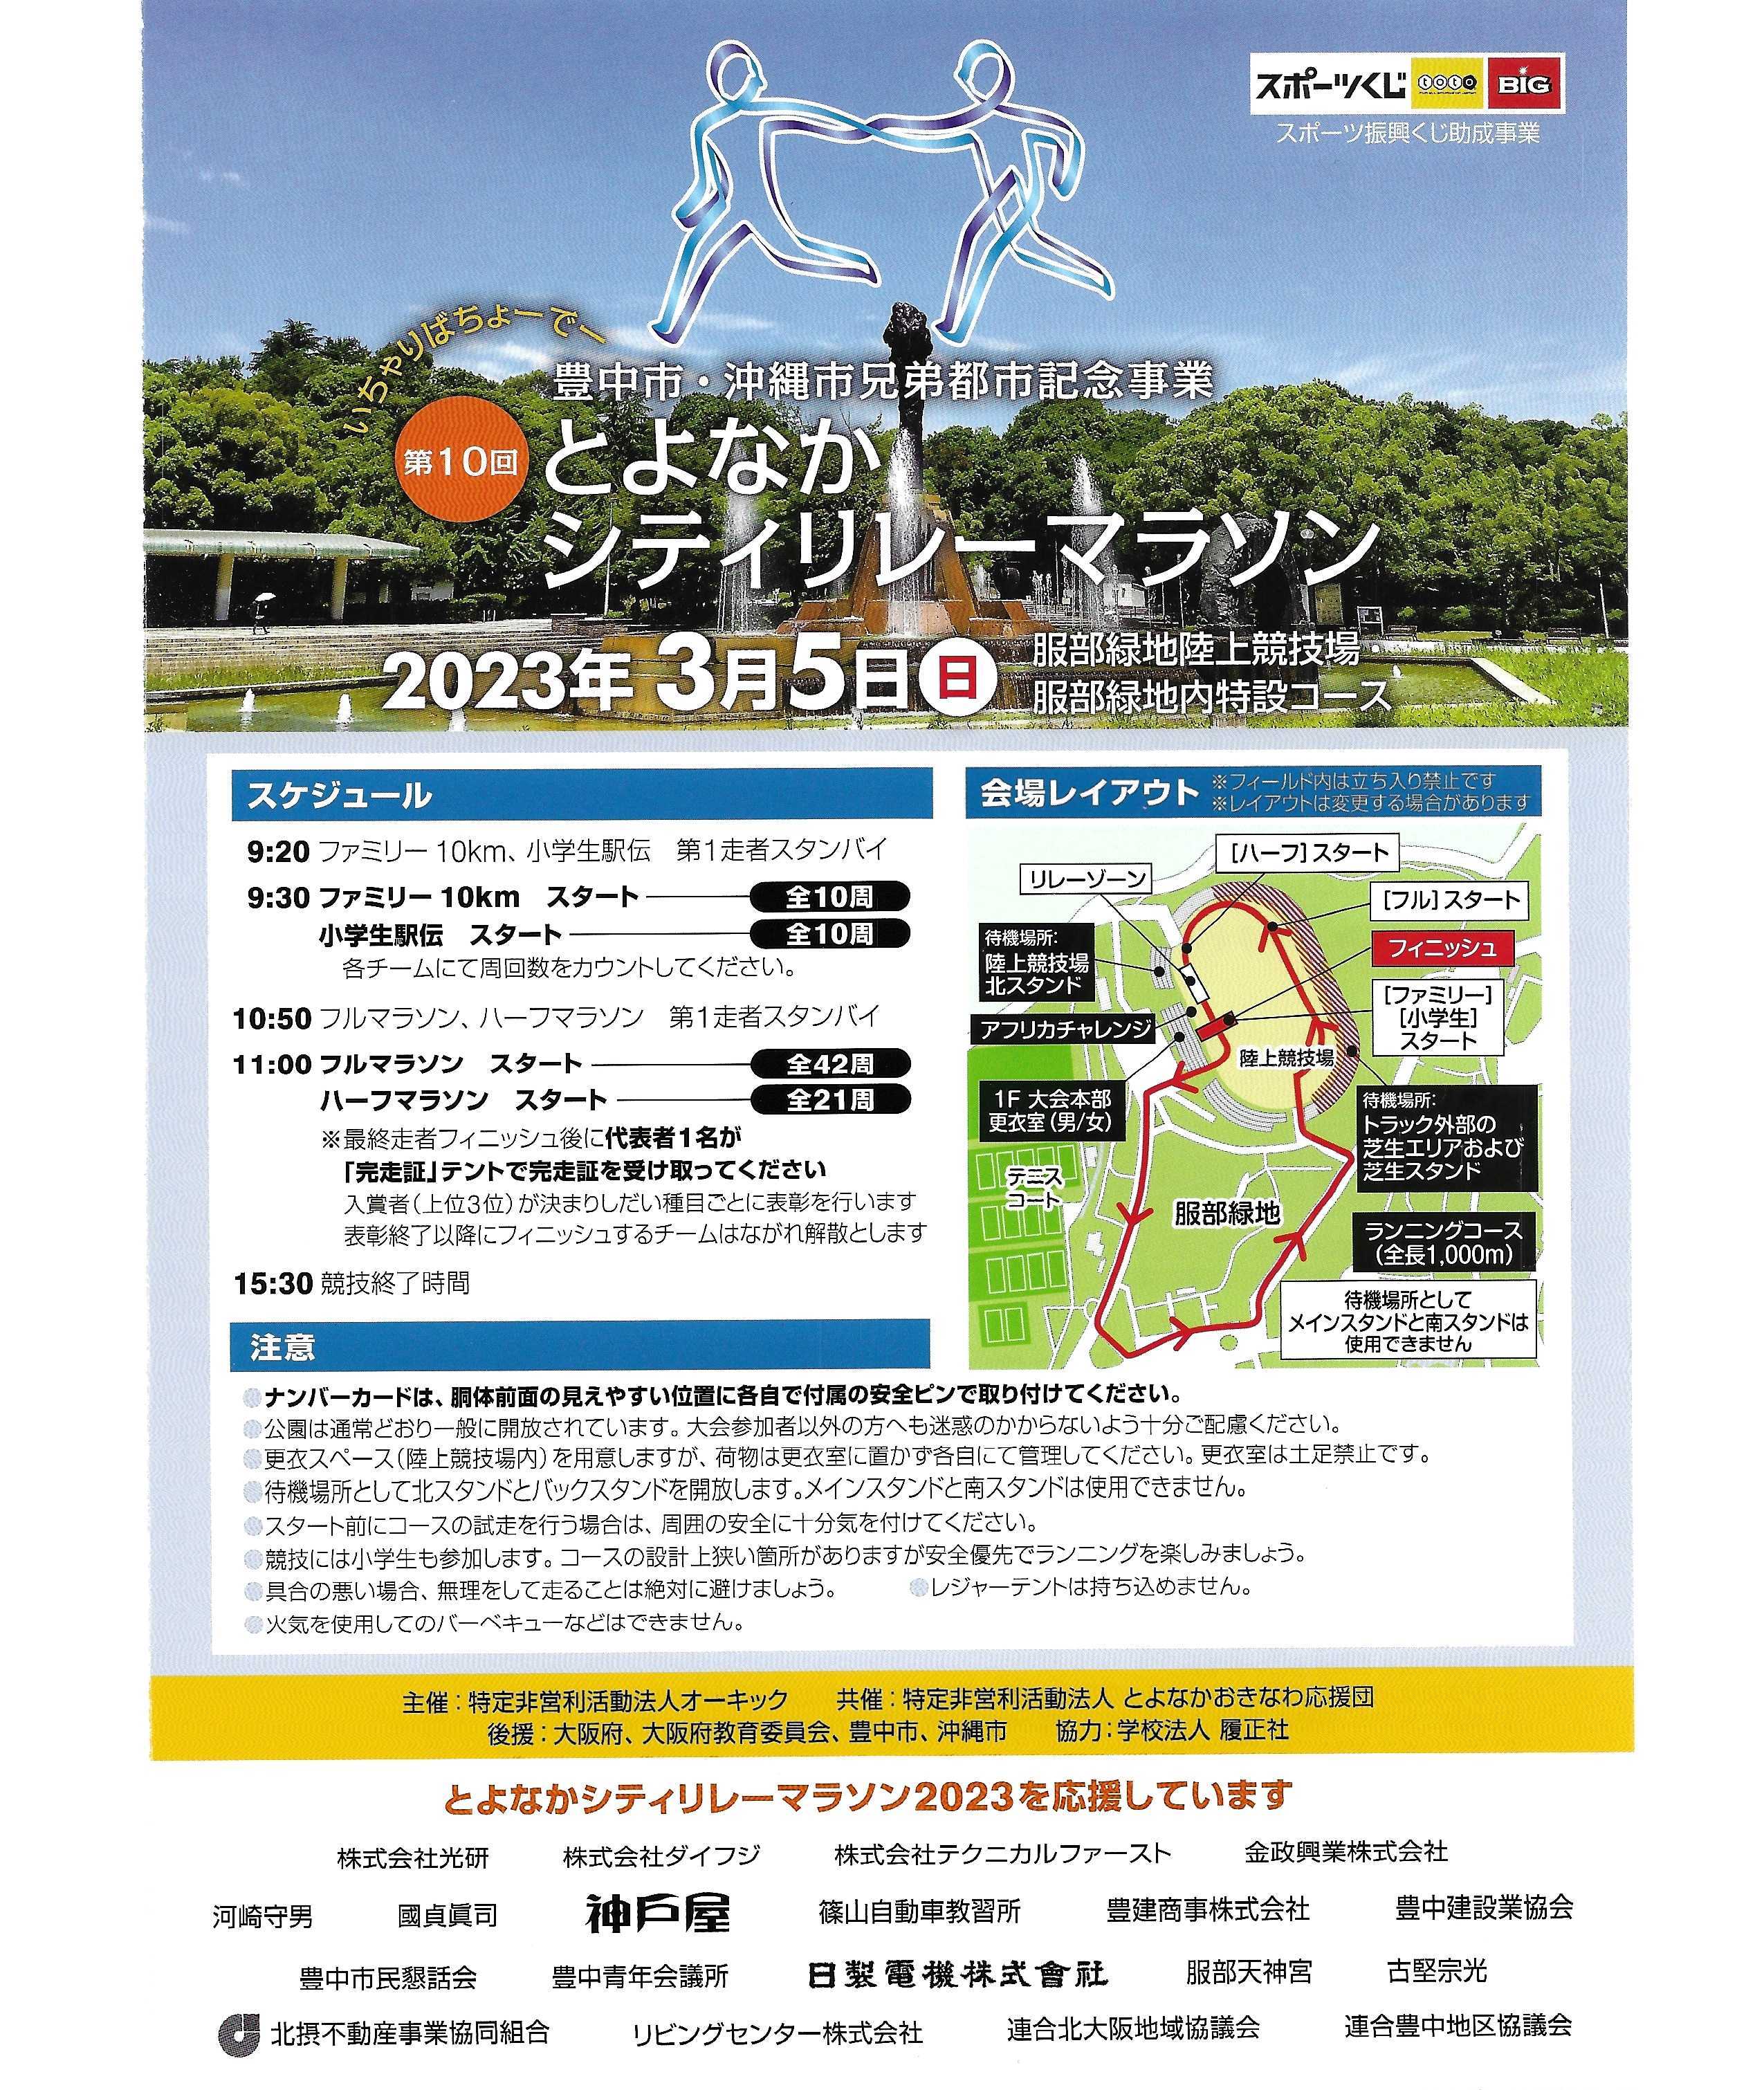 スポーツくじ toto BIG
スポーツ振興くじ助成事業
いちゃりばちょーでー
豊中市・沖縄市兄弟都市記念事業
第10回
とよなか
シティリレーマラソン
2023年 3月5日 日
服部緑地陸上競技場・
服部緑地内特設コース
スケジュール
9:20 ファミリー10km、小学生駅伝 第1走者スタンバイ
9:30 ファミリー10km スタート 全10周
小学生駅伝 スタート 全10周
各チームにて周回数をカウントしてください。
10:50 フルマラソン、ハーフマラソン 第1走者スタンバイ
11:00 フルマラソン スタート 全42周
ハーフマラソン スタート 全21周
※最終走者フィニッシュ後に代表者1名が
「完走証」テントで完走証を受け取ってください
入賞者(上位3位)が決まりしだい種目ごとに表彰を行います
表彰終了以降にフィニッシュするチームはながれ解散とします
15:30 競技終了時間
会場レイアウト
※フィールド内は立ち入り禁止です
※レイアウトは変更する場合があります
[ハーフ]スタート
リレーゾーン
[フル]スタート
待機場所:
陸上競技場
北スタンド
フィニッシュ
[ファミリー]
[小学生]
スタート
アフリカチャレンジ
陸上競技場
1F 大会本部
更衣室(男/女)
待機場所:
トラック外部の
芝生エリアおよび
芝生スタンド
テニス
コート
服部緑地
ランニングコース
(全長1,000m)
待機場所として
メインスタンドと南スタンドは
使用できません
注意
ナンバーカードは、胴体前面の見えやすい位置に各自で付属の安全ピンで取り付けてください。
公園は通常どおり一般に開放されています。大会参加者以外の方へも迷惑のかからないよう十分ご配慮ください。
更衣スペース(陸上競技場内)を用意しますが、荷物は更衣室に置かず各自にて管理してください。更衣室は土足禁止です。
待機場所として北スタンドとバックスタンドを開放します。メインスタンドと南スタンドは使用できません。
スタート前にコースの試走を行う場合は、周囲の安全に十分気を付けてください。
競技には小学生も参加します。コースの設計上狭い箇所がありますが安全優先でランニングを楽しみましょう。
具合の悪い場合、無理をして走ることは絶対に避けましょう。 レジャーテントは持ち込めません。
火気を使用してのバーベキューなどはできません。
主催:特定非営利活動法人オーキック 共催:特定非営利活動法人 とよなかおきなわ応援団
後援:大阪府、大阪府教育委員会、豊中市、沖縄市 協力:学校法人 履正社
とよなかシティリレーマラソン2023を応援しています
株式会社光研 株式会社ダイフジ 株式会社テクニカルファースト 金政興業株式会社
河崎守男 國貞眞司 神戸屋 篠山自動車教習所 豊建商事株式会社 豊中建設業協会
豊中市民懇話会 豊中青年会議所 日製電機株式會社 服部天神宮 古堅宗光
北摂不動産事業協同組合 リビングセンター株式会社 連合北大阪地域協議会 連合豊中地区協議会